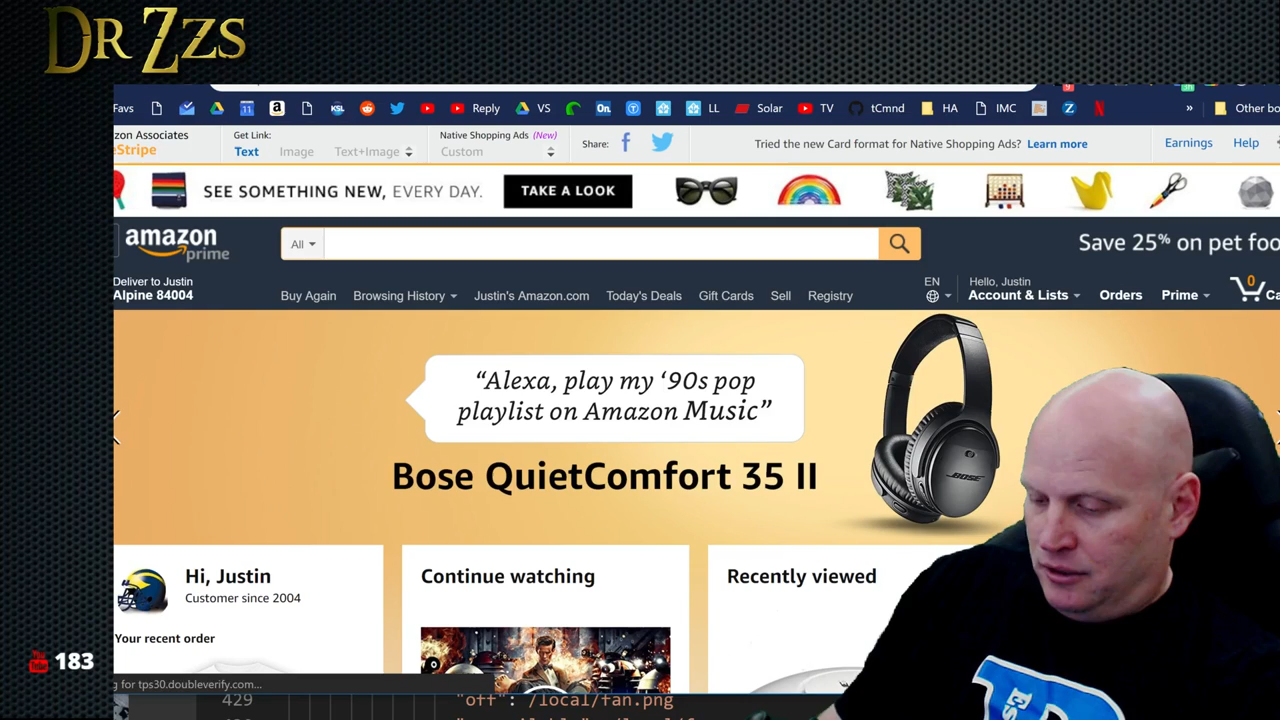 DR ZZS
Favs
Reply
VS
On.
LL
Solar
TV
tCmnd
HA
IMC
»
Other bo
zon Associates
eStripe
Get Link:
Text Image Text+Image
Native Shopping Ads (New)
Custom
Share:
Tried the new Card format for Native Shopping Ads? Learn more
Earnings Help
SEE SOMETHING NEW, EVERY DAY. TAKE A LOOK
amazon
prime
All
Save 25% on pet foo
Deliver to Justin
Alpine 84004
Buy Again Browsing History Justin's Amazon.com Today's Deals Gift Cards Sell Registry
EN
Hello, Justin
Account & Lists
Orders
Prime
0
Ca
“Alexa, play my ‘90s pop
playlist on Amazon Music”
Bose QuietComfort 35 II
BOSE
Hi, Justin
Customer since 2004
Your recent order
Continue watching
Recently viewed
183
g for tps30.doubleverify.com...
429 "off": /local/fan.png